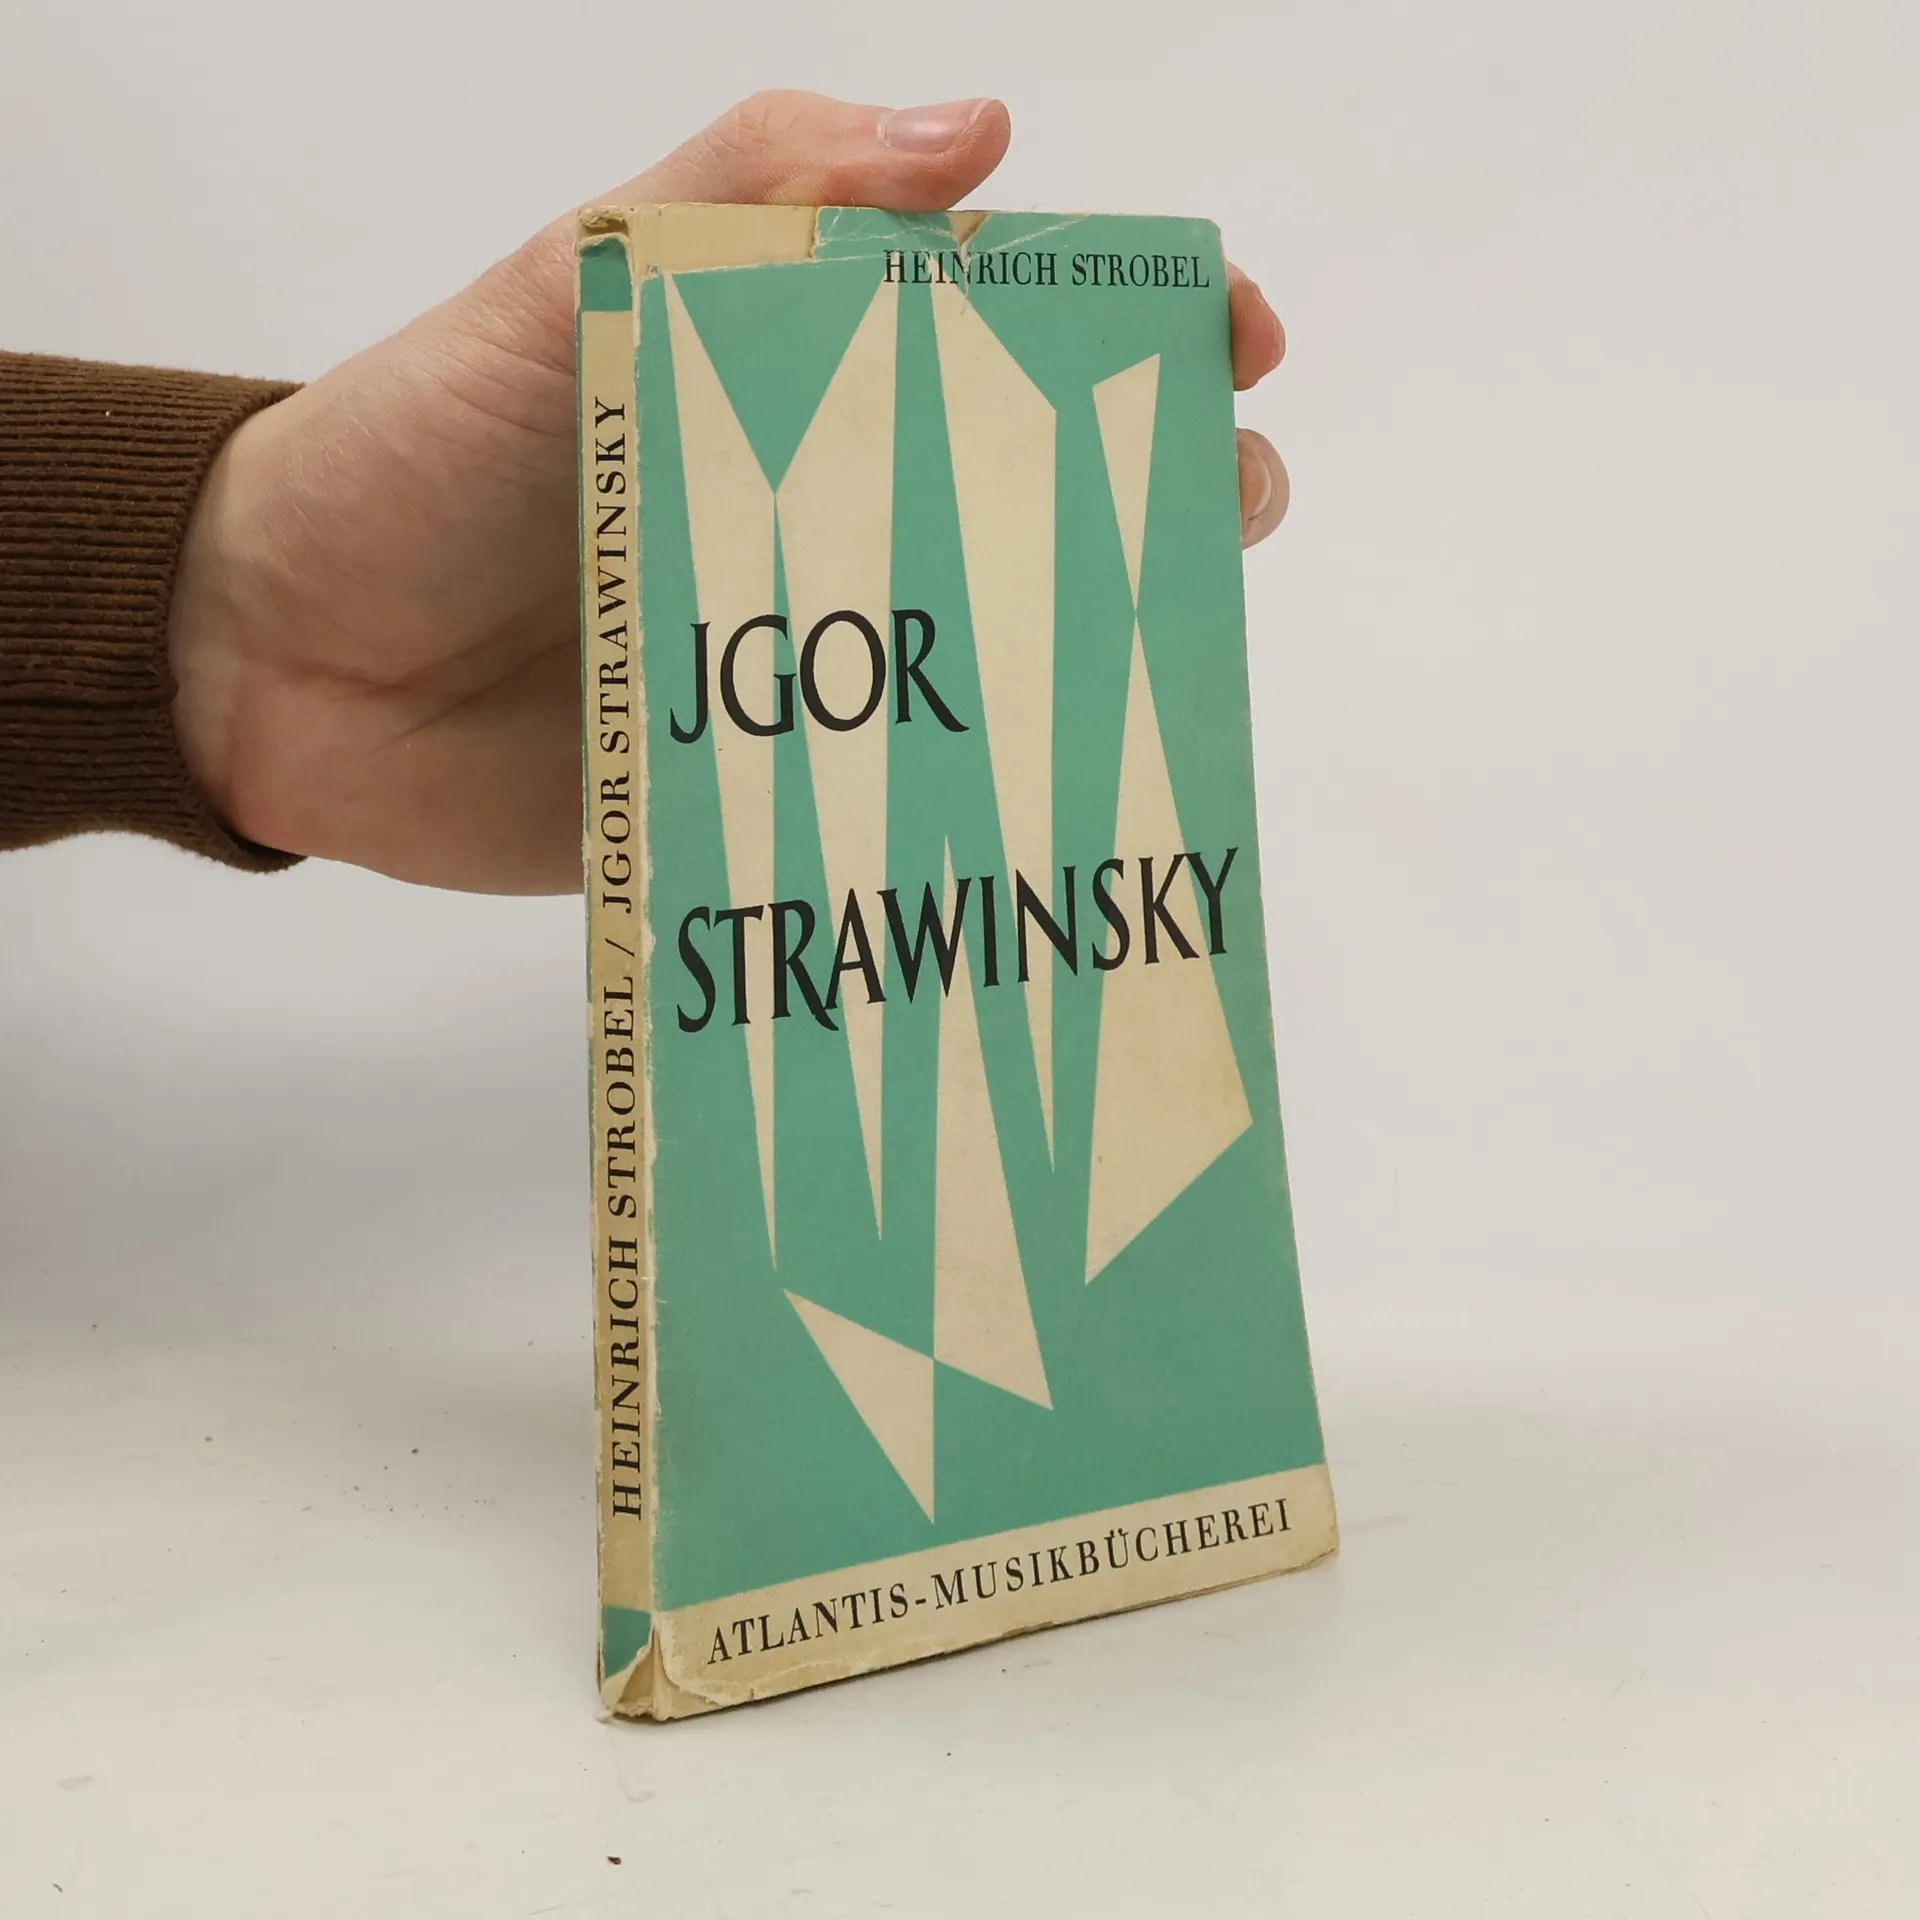 HEINRICH STROBEL / JGOR STRAWINSKY
HEINRICH STROBEL
JGOR
STRAWINSKY
ATLANTIS-MUSIKBÜCHEREI